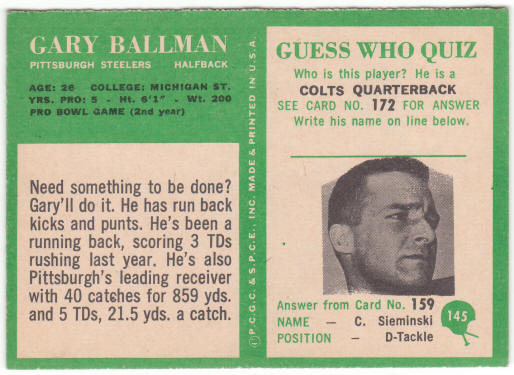 GARY BALLMAN
PITTSBURGH STEELERS HALFBACK
AGE: 26 COLLEGE: MICHIGAN ST.
YRS. PRO: 5 - Ht. 6'1" - Wt. 200
PRO BOWL GAME (2nd year)
Need something to be done?
Gary'll do it. He has run back
kicks and punts. He's been a
running back, scoring 3 TDs
rushing last year. He's also
Pittsburgh's leading receiver
with 40 catches for 859 yds.
and 5 TDs, 21.5 yds. a catch.
© P.C.G.C. & S.P.C.E., INC. MADE & PRINTED IN U.S.A.
GUESS WHO QUIZ
Who is this player? He is a
COLTS QUARTERBACK
SEE CARD NO. 172 FOR ANSWER
Write his name on line below.
Answer from Card No. 159
NAME — C. Sieminski
POSITION — D-Tackle
145